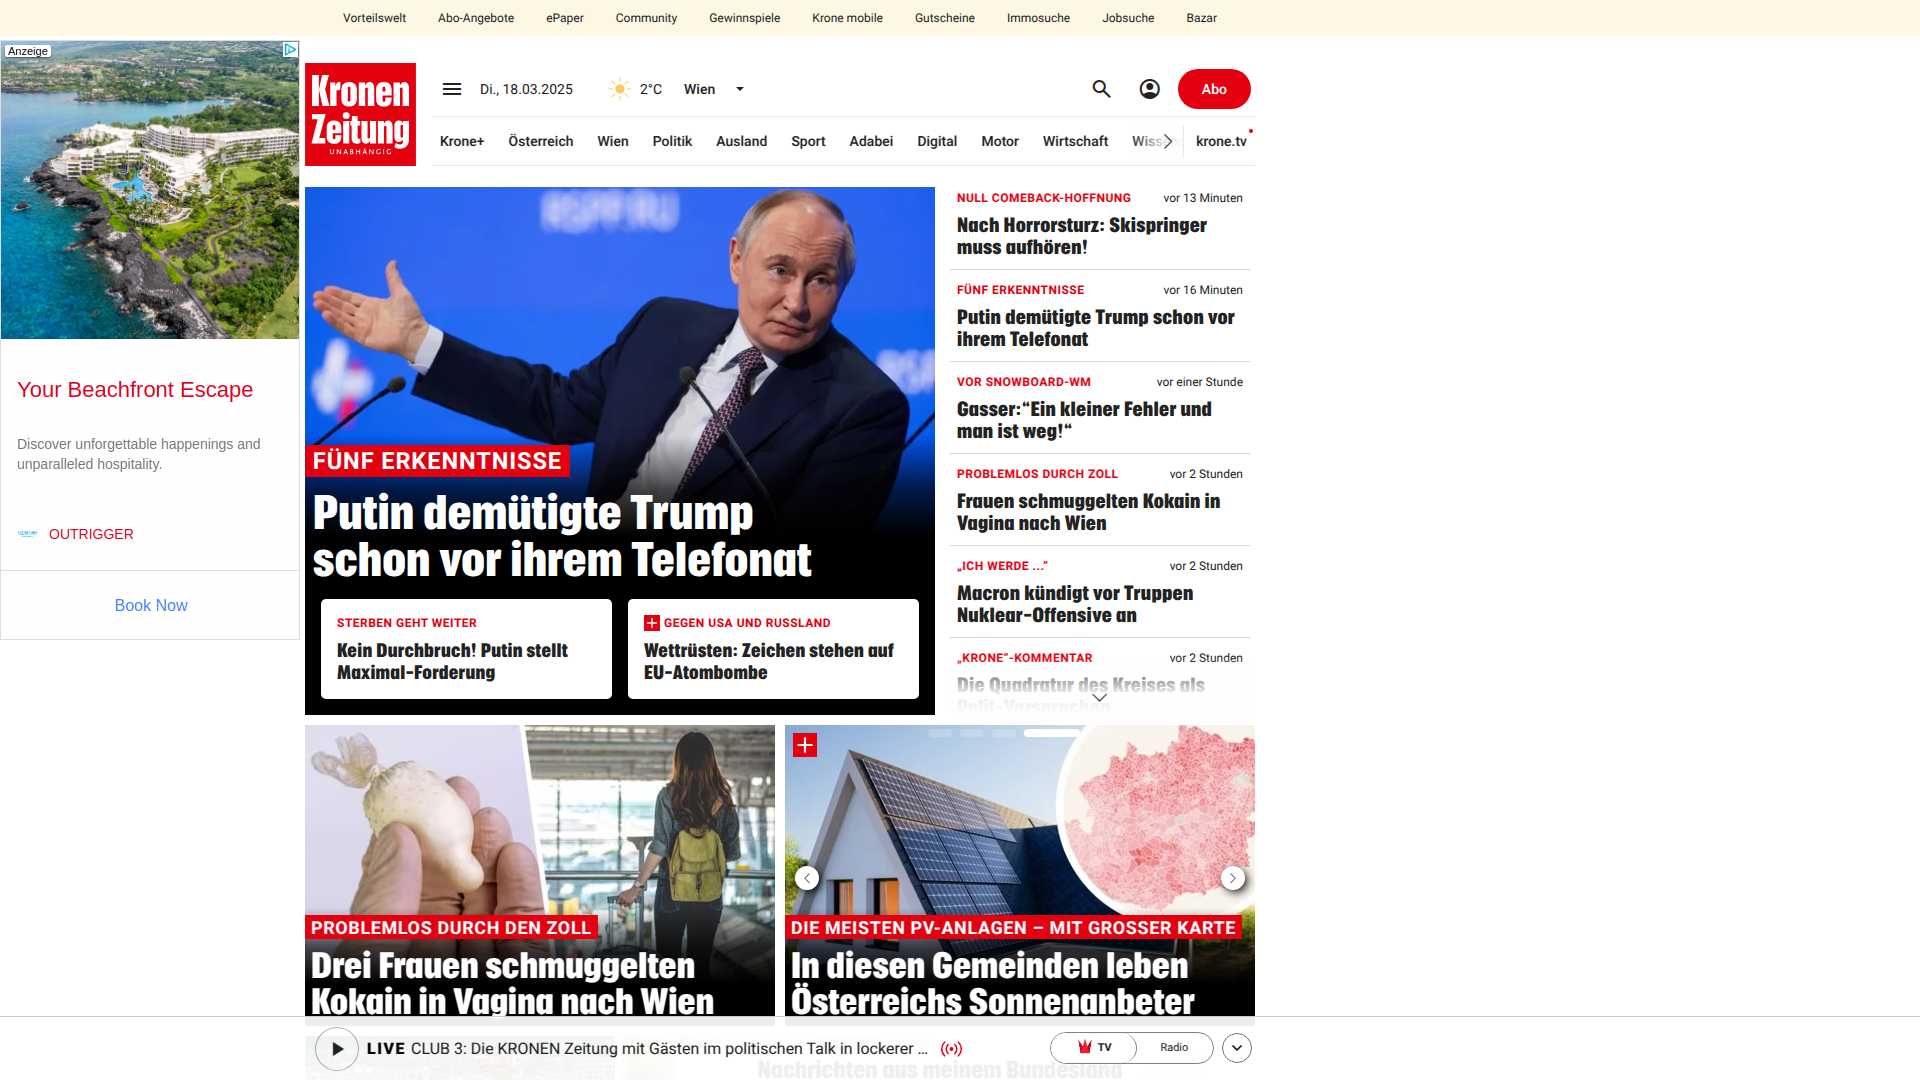 Vorteilswelt Abo-Angebote ePaper Community Gewinnspiele Krone mobile Gutscheine Immosuche Jobsuche Bazar
Anzeige
Your Beachfront Escape
Discover unforgettable happenings and
unparalleled hospitality.
OUTRIGGER
Book Now
Kronen
Zeitung
UNABHÄNGIG
Di., 18.03.2025
2°C
Wien
Abo
Krone+ Österreich Wien Politik Ausland Sport Adabei Digital Motor Wirtschaft krone.tv
RSPP.RU
FÜNF ERKENNTNISSE
Putin demütigte Trump
schon vor ihrem Telefonat
STERBEN GEHT WEITER
Kein Durchbruch! Putin stellt
Maximal-Forderung
GEGEN USA UND RUSSLAND
Wettrüsten: Zeichen stehen auf
EU-Atombombe
NULL COMEBACK-HOFFNUNG vor 13 Minuten
Nach Horrorsturz: Skispringer
muss aufhören!
FÜNF ERKENNTNISSE vor 16 Minuten
Putin demütigte Trump schon vor
ihrem Telefonat
VOR SNOWBOARD-WM vor einer Stunde
Gasser:“Ein kleiner Fehler und
man ist weg!“
PROBLEMLOS DURCH ZOLL vor 2 Stunden
Frauen schmuggelten Kokain in
Vagina nach Wien
„ICH WERDE ...“ vor 2 Stunden
Macron kündigt vor Truppen
Nuklear-Offensive an
„KRONE“-KOMMENTAR vor 2 Stunden
Die Quadratur des Kreises als
PROBLEMLOS DURCH DEN ZOLL
Drei Frauen schmuggelten
Kokain in Vagina nach Wien
DIE MEISTEN PV-ANLAGEN – MIT GROSSER KARTE
In diesen Gemeinden leben
Österreichs Sonnenanbeter
LIVE CLUB 3: Die KRONEN Zeitung mit Gästen im politischen Talk in lockerer ...
TV
Radio
Nachrichten aus meinem Bundesland